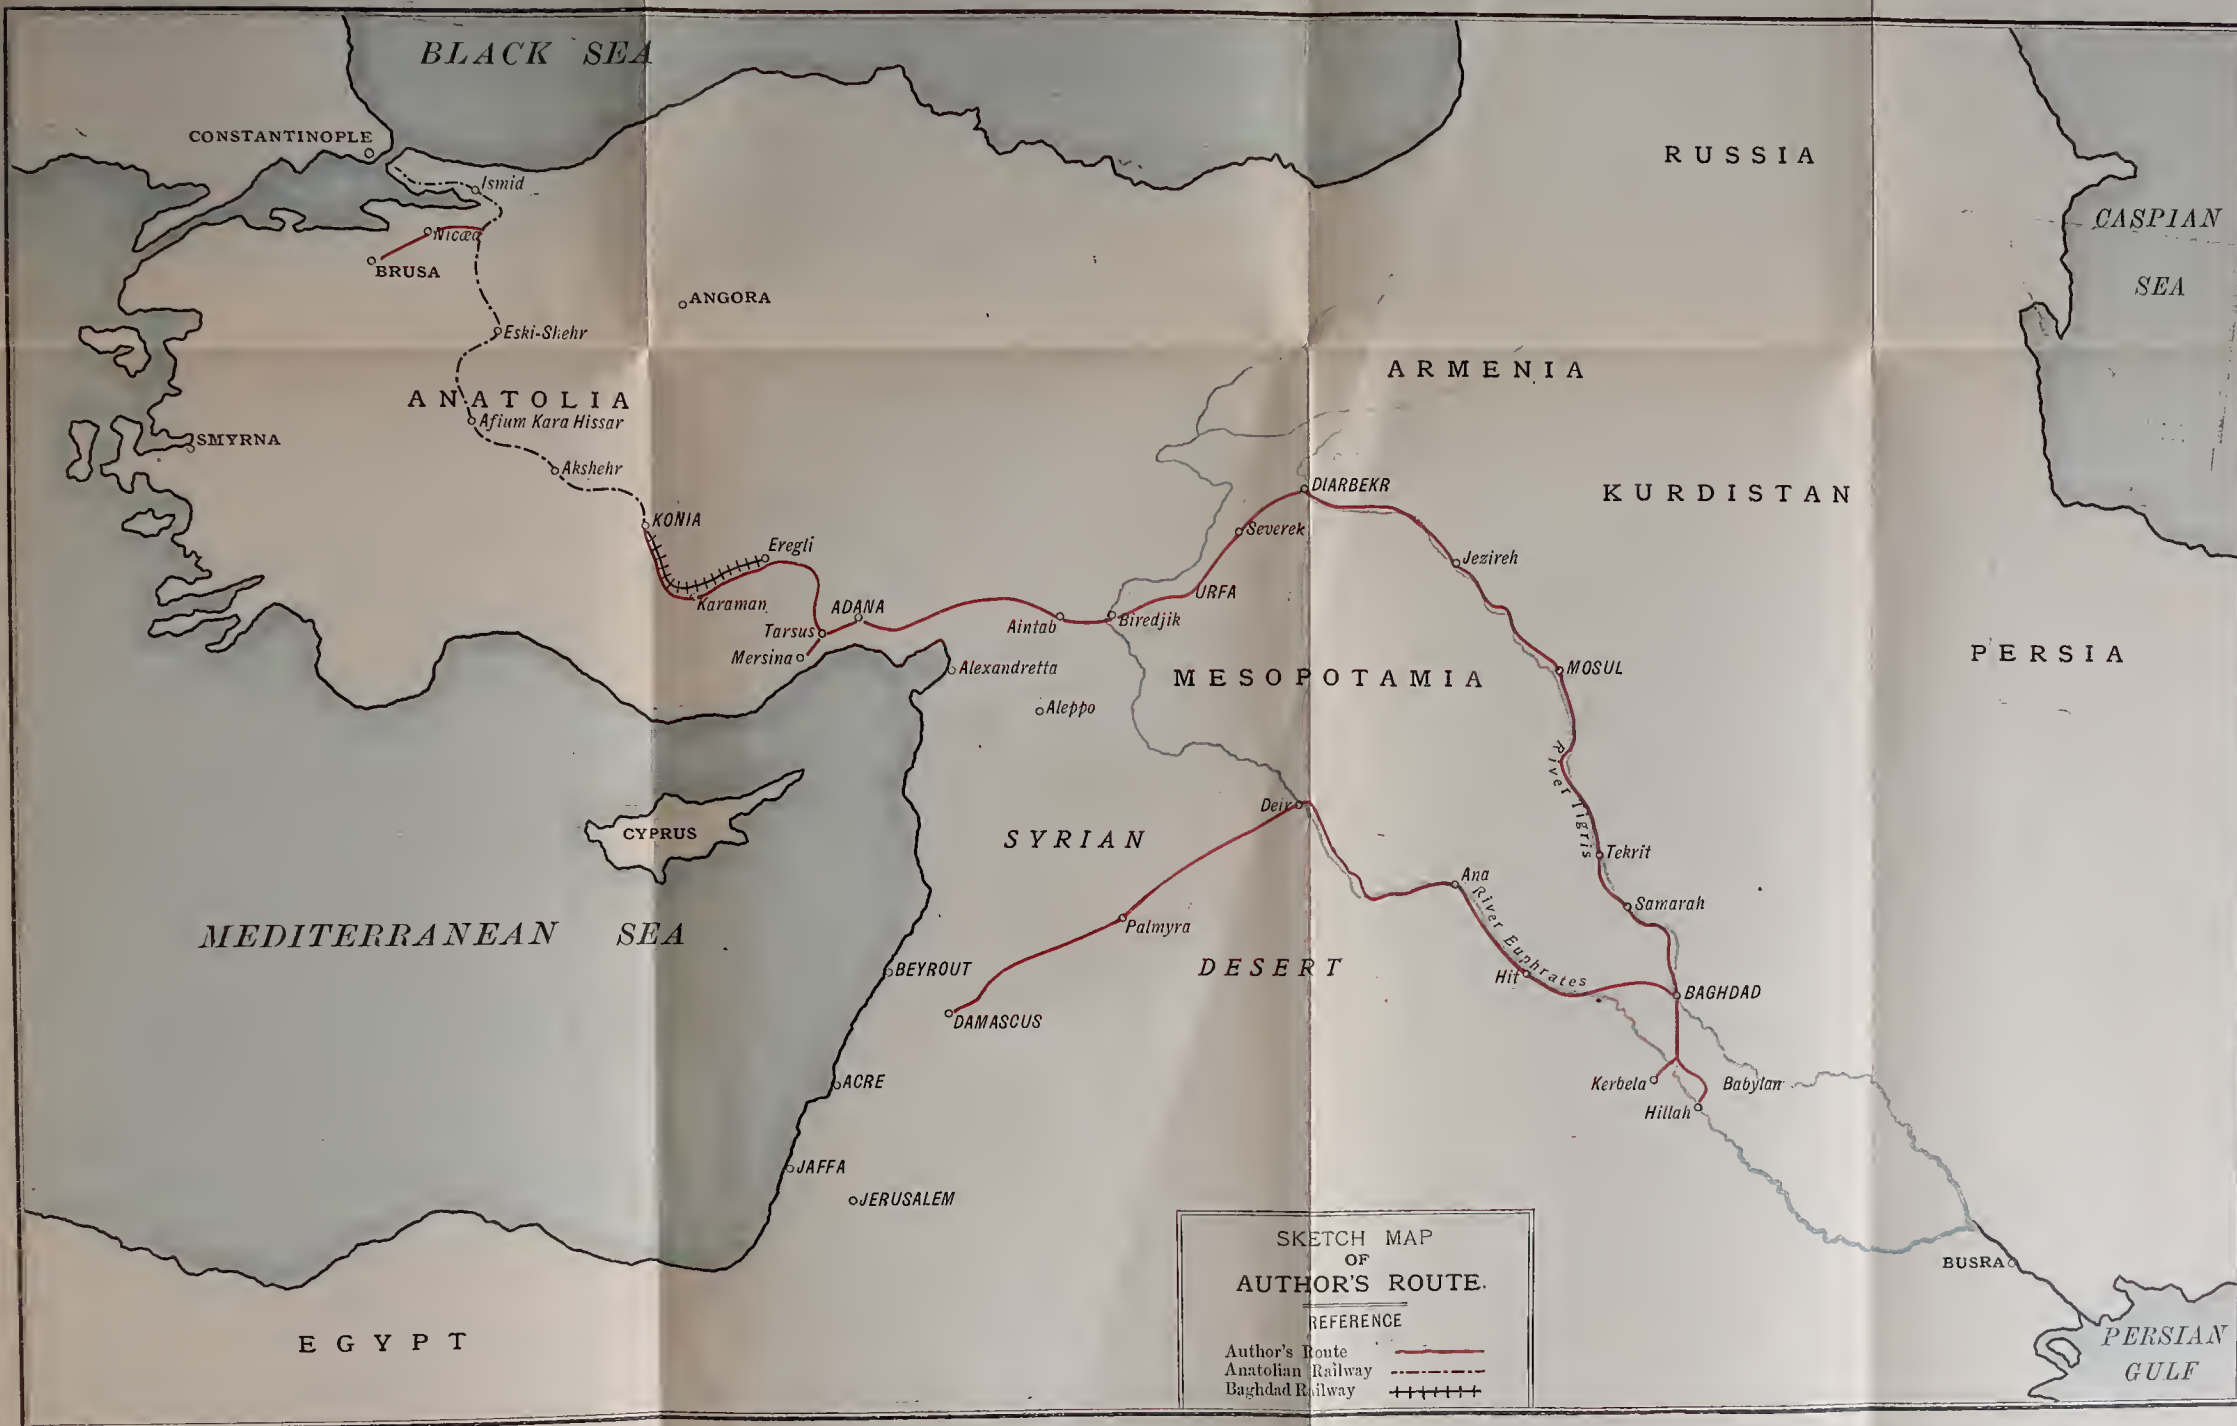 BLACK SEA
CONSTANTINOPLE
Ismid
RUSSIA
CASPIAN
SEA
Nicæa
BRUSA
ANGORA
Eski-Shehr
ARMENIA
ANATOLIA
Afium Kara Hissar
SMYRNA
Akshehr
DIARBEKR
KURDISTAN
KONIA
Severek
Eregli
Jezireh
Karaman
ADANA
URFA
Tarsus
Aintab
Biredjik
Mersina
Alexandretta
MESOPOTAMIA
MOSUL
PERSIA
Aleppo
River Tigris
Deir
CYPRUS
SYRIAN
Tekrit
Ana
River Euphrates
Samarah
MEDITERRANEAN SEA
Palmyra
BEYROUT
DESERT
Hit
BAGHDAD
DAMASCUS
ACRE
Kerbela
Babylan
Hillah
JAFFA
JERUSALEM
BUSRA
EGYPT
PERSIAN
GULF
SKETCH MAP
OF
AUTHOR'S ROUTE.
REFERENCE
Author's Route
Anatolian Railway
Baghdad Railway